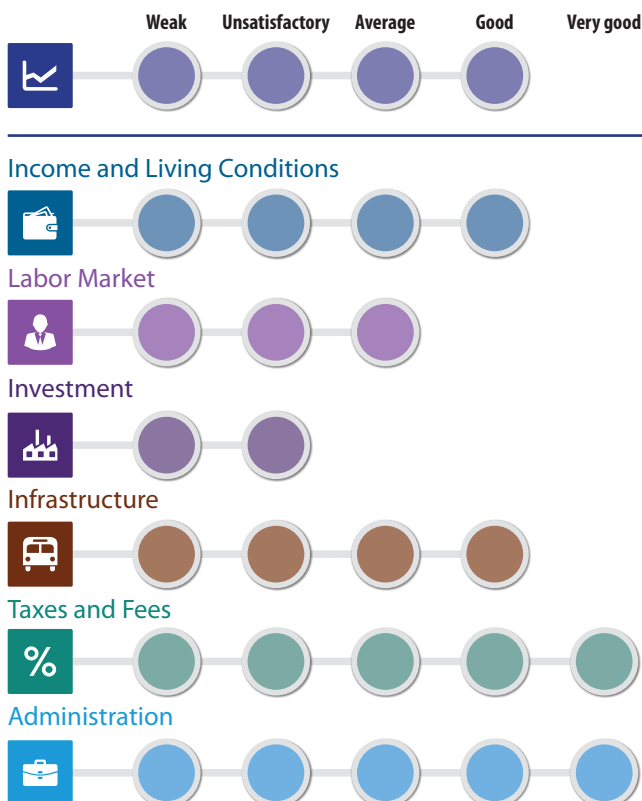 Weak Unsatisfactory Average Good Very good
Income and Living Conditions
Labor Market
Investment
Infrastructure
Taxes and Fees
%
Administration